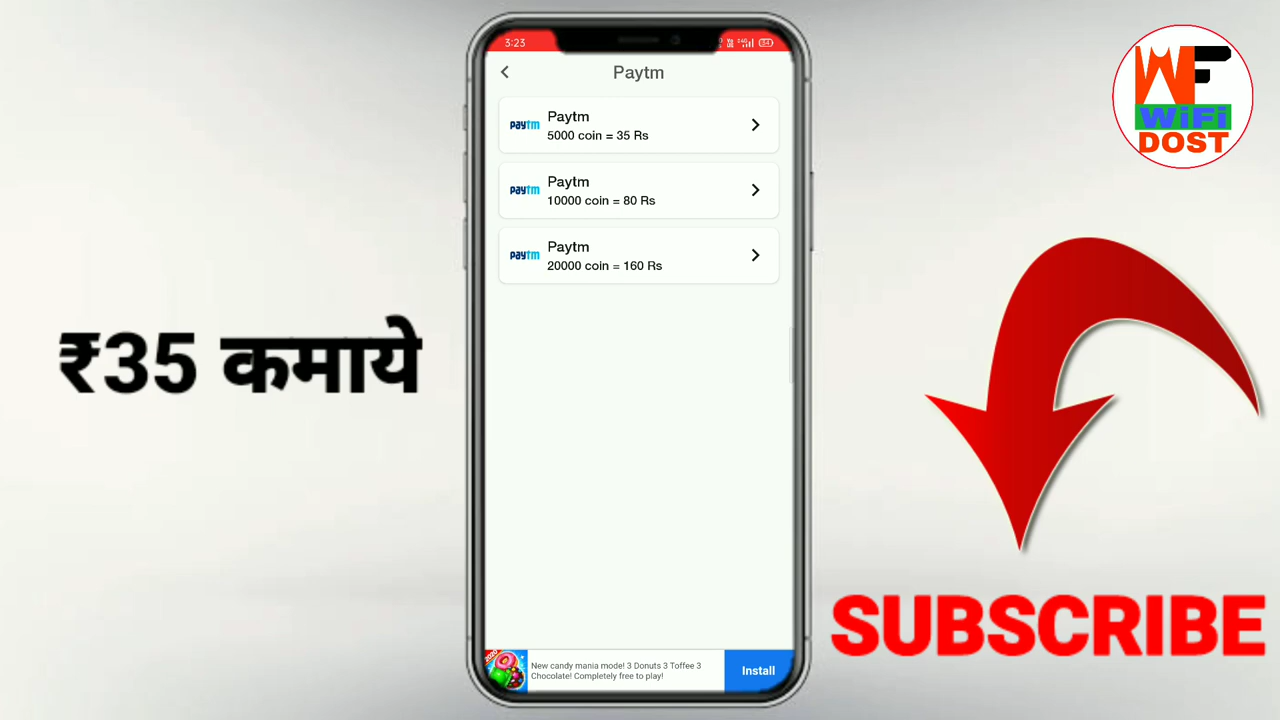 3:23
Paytm
paytm
Paytm
5000 coin = 35 Rs
paytm
Paytm
10000 coin = 80 Rs
paytm
Paytm
20000 coin = 160 Rs
₹35 कमाये
WF
WiFi
DOST
SUBSCRIBE
2020
New candy mania mode! 3 Donuts 3 Toffee 3
Chocolate! Completely free to play!
Install